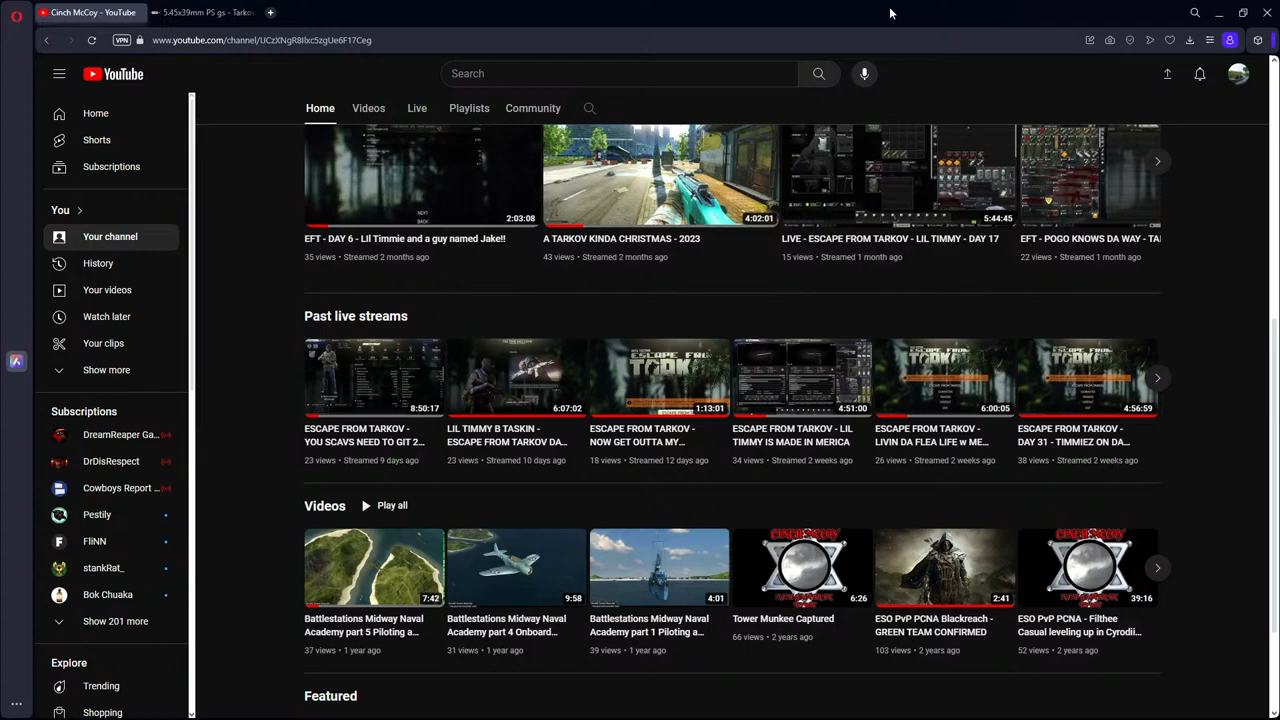 Cinch McCoy - YouTube
5.45x39mm PS gs - Tarkov
VPN
www.youtube.com/channel/UCzXNgR8Ilxc5zgUe6F17Ceg
YouTube
Search
Home
Videos
Live
Playlists
Community
Home
Shorts
Subscriptions
You
Your channel
History
Your videos
Watch later
Your clips
Show more
Subscriptions
DreamReaper Ga...
DrDisRespect
Cowboys Report ...
Pestily
FliNN
stankRat_
Bok Chuaka
Show 201 more
Explore
Trending
Shopping
NEXT
BACK
2:03:08
EFT - DAY 6 - Lil Timmie and a guy named Jake!!
35 views • Streamed 2 months ago
4:02:01
A TARKOV KINDA CHRISTMAS - 2023
43 views • Streamed 2 months ago
5:44:45
LIVE - ESCAPE FROM TARKOV - LIL TIMMY - DAY 17
15 views • Streamed 1 month ago
EFT - POGO KNOWS DA WAY - TA
22 views • Streamed 1 month ago
Past live streams
8:50:17
ESCAPE FROM TARKOV -
YOU SCAVS NEED TO GIT 2...
23 views • Streamed 9 days ago
6:07:02
LIL TIMMY B TASKIN -
ESCAPE FROM TARKOV DA...
23 views • Streamed 10 days ago
1:13:01
ESCAPE FROM TARKOV -
NOW GET OUTTA MY...
18 views • Streamed 12 days ago
4:51:00
ESCAPE FROM TARKOV - LIL
TIMMY IS MADE IN MERICA
34 views • Streamed 2 weeks ago
6:00:05
ESCAPE FROM TARKOV -
LIVIN DA FLEA LIFE w ME...
26 views • Streamed 2 weeks ago
4:56:59
ESCAPE FROM TARKOV -
DAY 31 - TIMMIEZ ON DA...
38 views • Streamed 2 weeks ago
Videos
Play all
7:42
Battlestations Midway Naval
Academy part 5 Piloting a...
37 views • 1 year ago
9:58
Battlestations Midway Naval
Academy part 4 Onboard...
31 views • 1 year ago
4:01
Battlestations Midway Naval
Academy part 1 Piloting a...
39 views • 1 year ago
CINCH MCCOY
6:26
Tower Munkee Captured
66 views • 2 years ago
2:41
ESO PvP PCNA Blackreach -
GREEN TEAM CONFIRMED
103 views • 2 years ago
CINCH MCCOY
39:16
ESO PvP PCNA - Filthee
Casual leveling up in Cyrodii...
52 views • 2 years ago
Featured